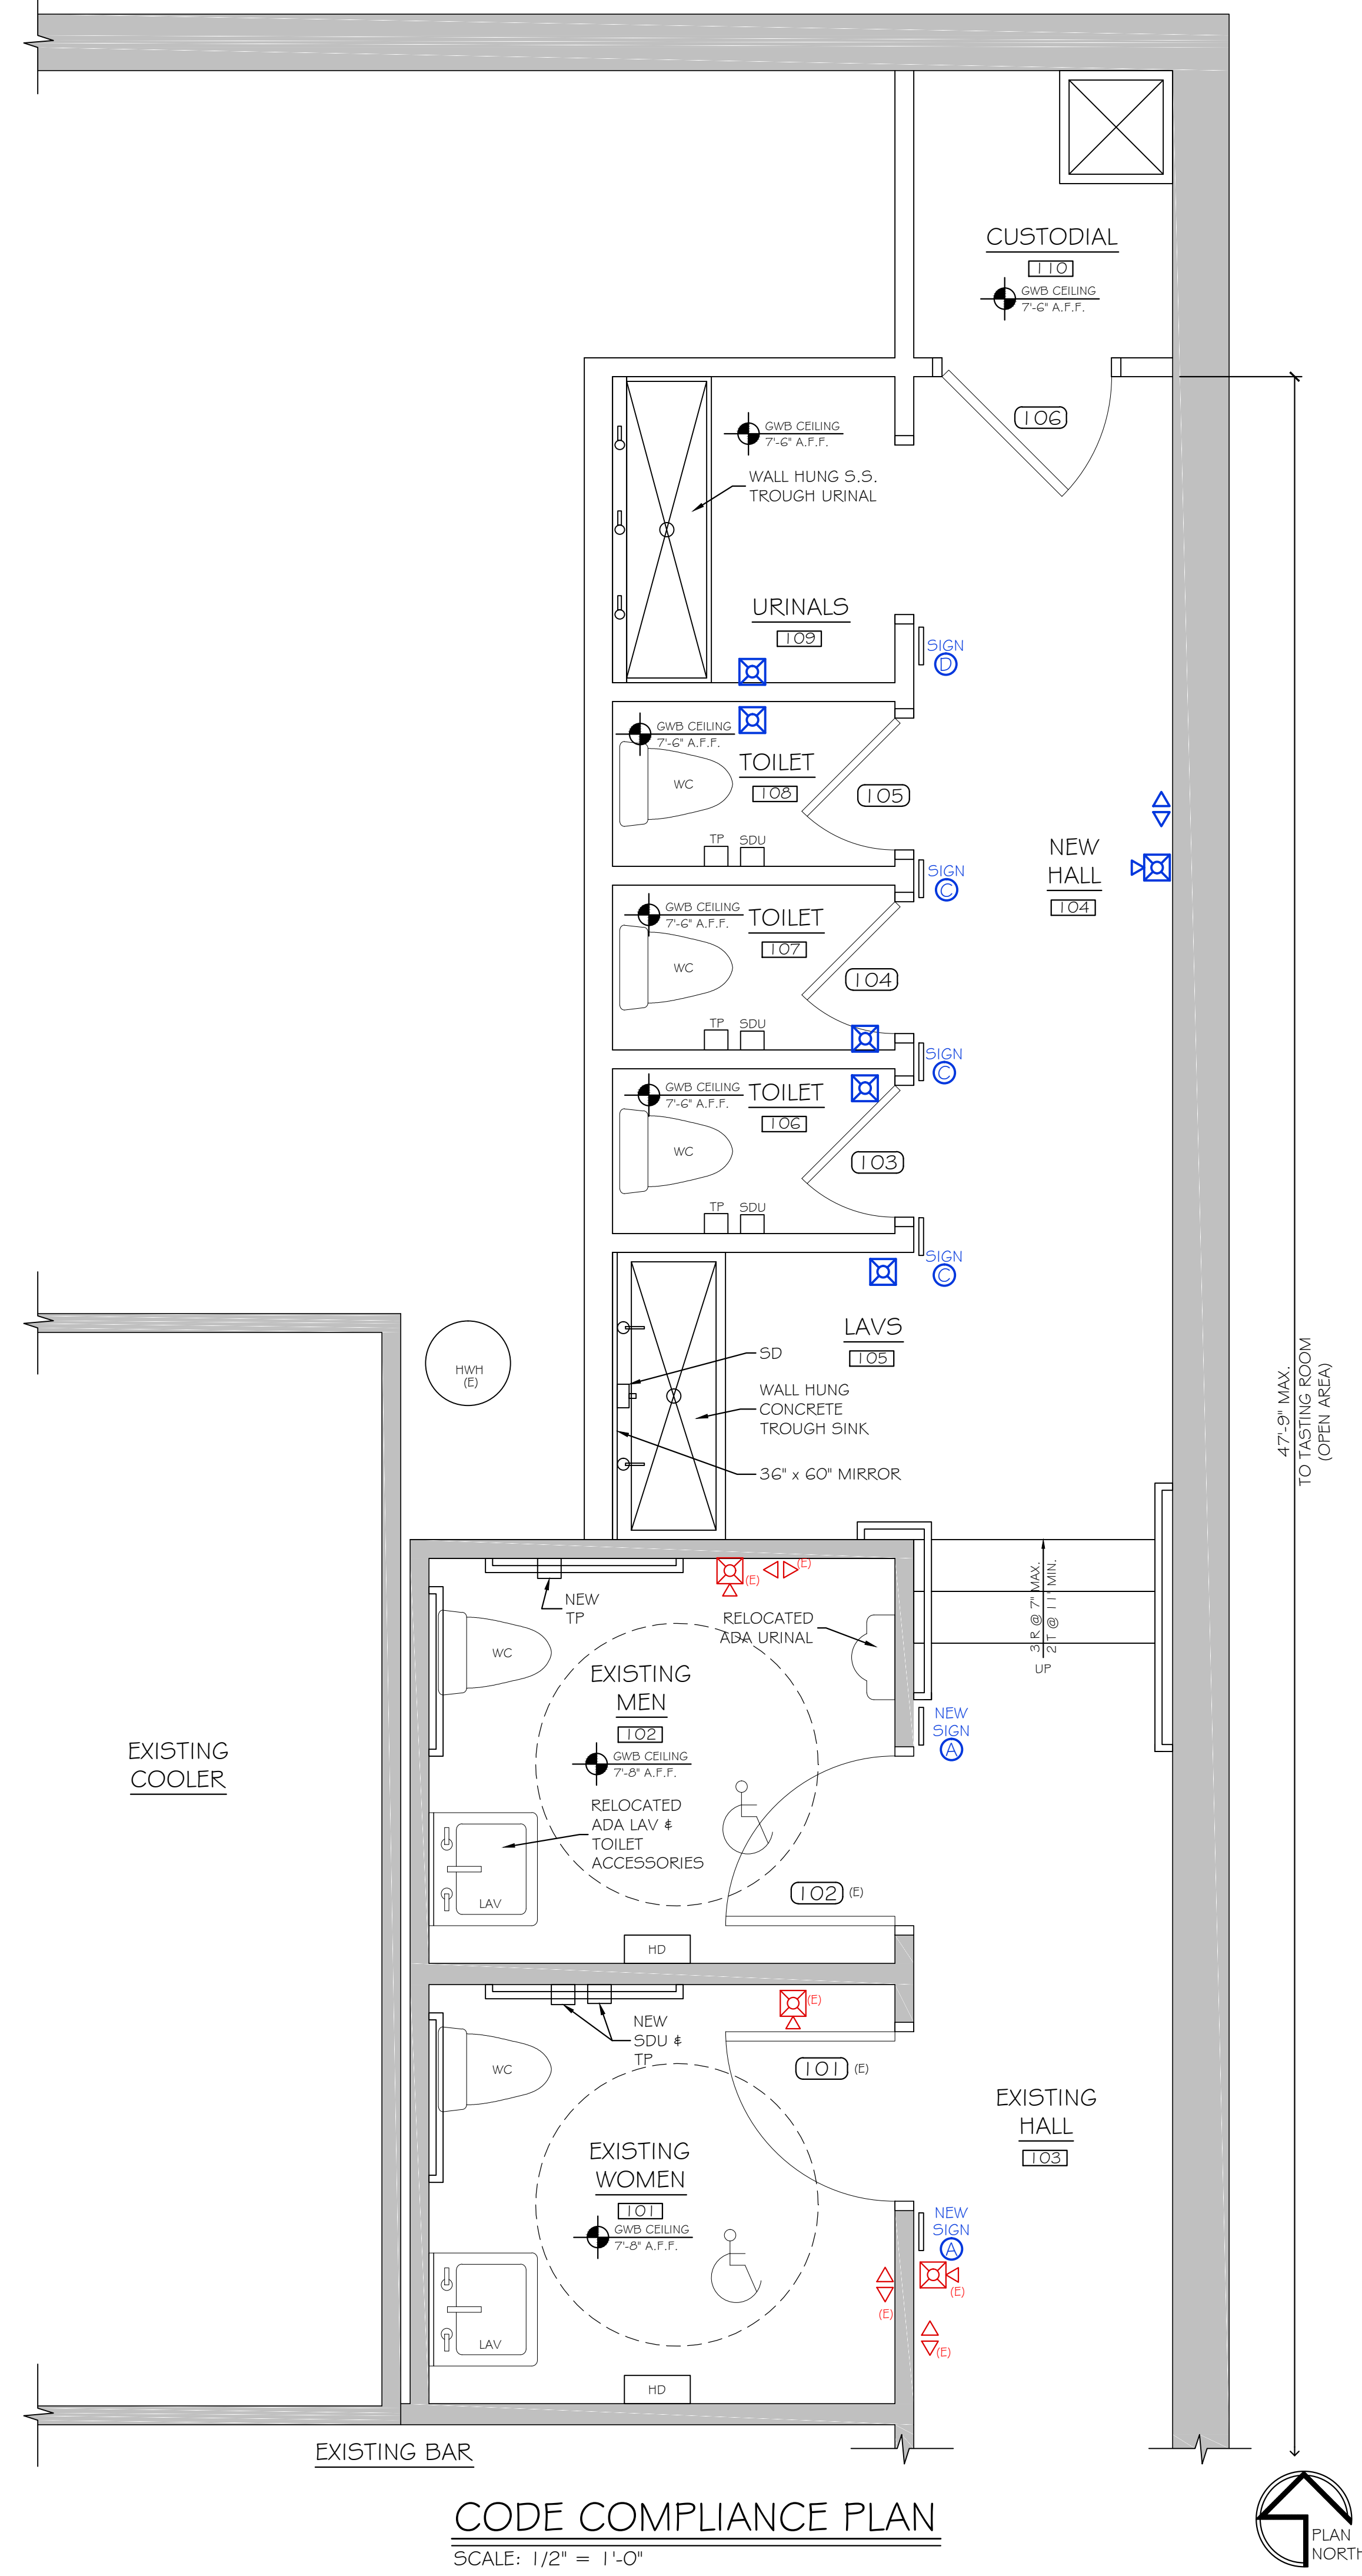 CUSTODIAL
110
GWB CEILING
7'-6" A.F.F.
106
GWB CEILING
7'-6" A.F.F.
WALL HUNG S.S.
TROUGH URINAL
URINALS
109
SIGN
D
GWB CEILING
7'-6" A.F.F.
WC
TOILET
108
105
TP
SDU
SIGN
C
NEW
HALL
104
GWB CEILING
7'-6" A.F.F.
WC
TOILET
107
104
TP
SDU
SIGN
C
GWB CEILING
7'-6" A.F.F.
WC
TOILET
106
103
TP
SDU
SIGN
C
LAVS
105
SD
WALL HUNG
CONCRETE
TROUGH SINK
36" x 60" MIRROR
HWH
(E)
47'-9" MAX.
TO TASTING ROOM
(OPEN AREA)
3 R @ 7" MAX.
2 T @ 11" MIN.
UP
(E)
(E)
NEW
TP
RELOCATED
ADA URINAL
WC
EXISTING
MEN
102
GWB CEILING
7'-8" A.F.F.
NEW
SIGN
A
RELOCATED
ADA LAV &
TOILET
ACCESSORIES
LAV
102
(E)
HD
EXISTING
COOLER
(E)
NEW
SDU &
TP
WC
101
(E)
EXISTING
HALL
103
EXISTING
WOMEN
101
GWB CEILING
7'-8" A.F.F.
NEW
SIGN
A
(E)
(E)
(E)
LAV
HD
EXISTING BAR
CODE COMPLIANCE PLAN
SCALE: 1/2" = 1'-0"
PLAN
NORTH